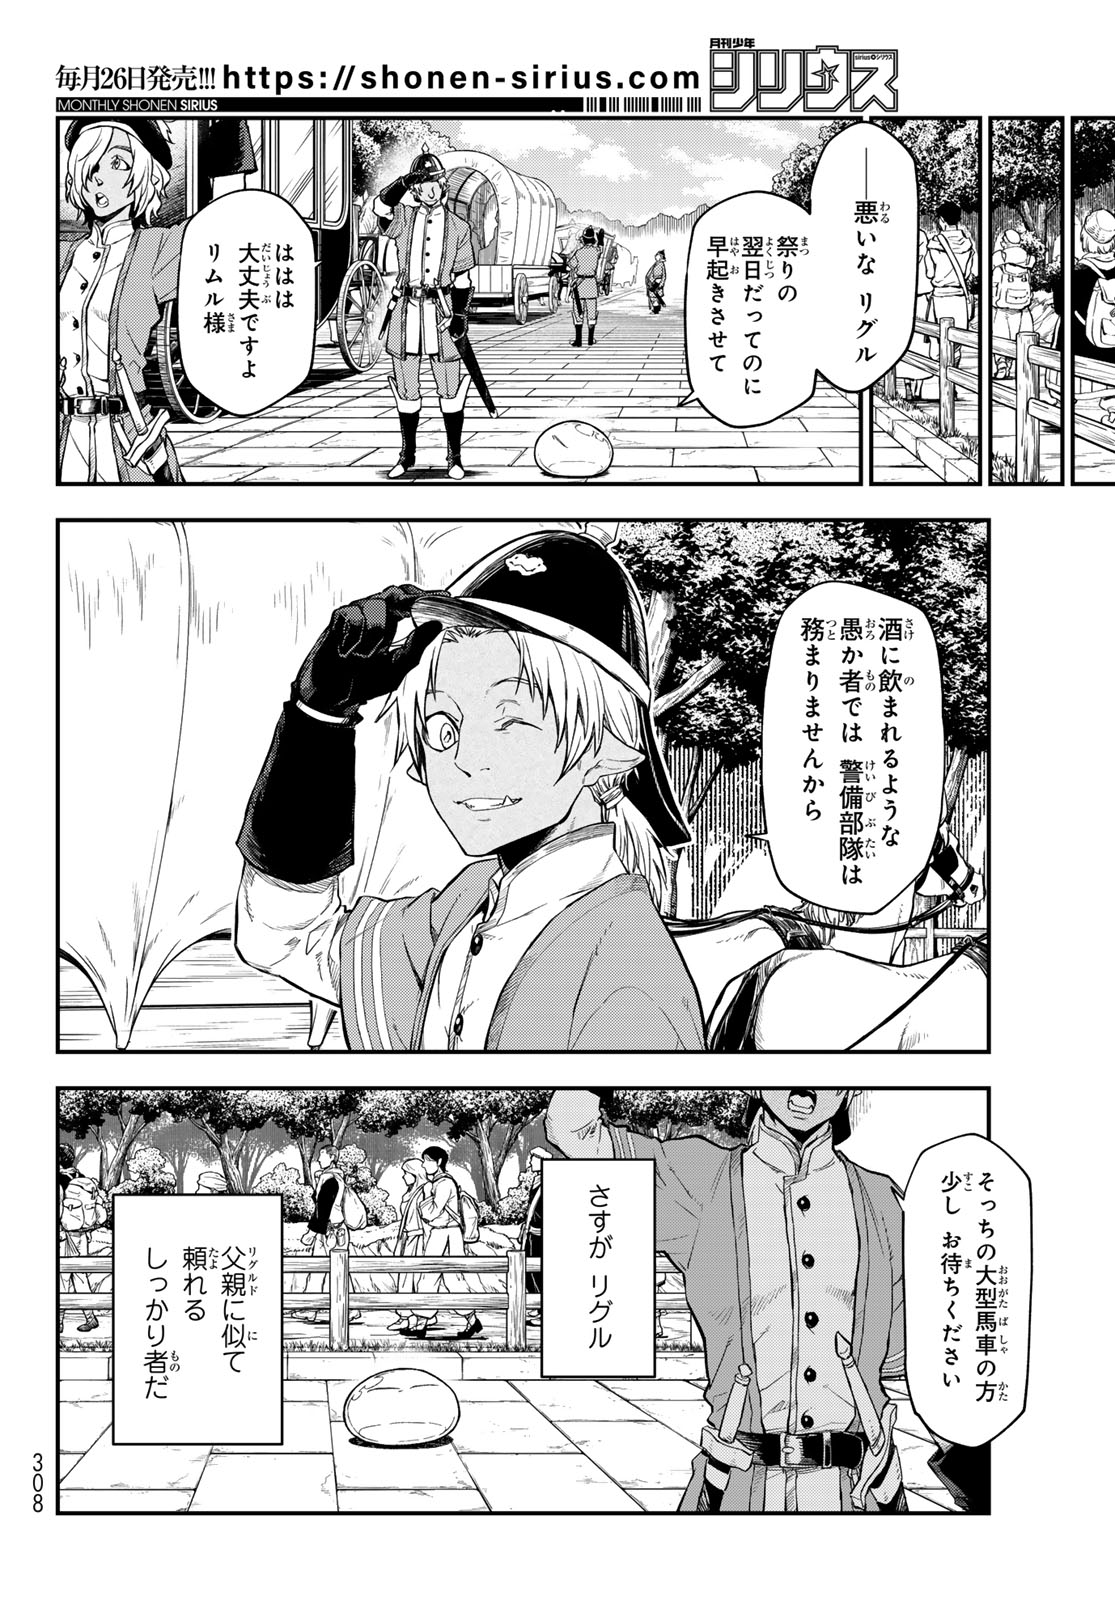 毎月26日発売!!! https://shonen-sirius.com
MONTHLY SHONEN SIRIUS
月刊少年
シリウス
sirius●シリウス
――悪いな リグル
祭りの
翌日だってのに
早起きさせて
ははは
大丈夫ですよ
リムル様
酒に飲まれるような
愚か者では 警備部隊は
務まりませんから
そっちの大型馬車の方
少し お待ちください
さすが リグル
父親に似て
頼れる
しっかり者だ
308